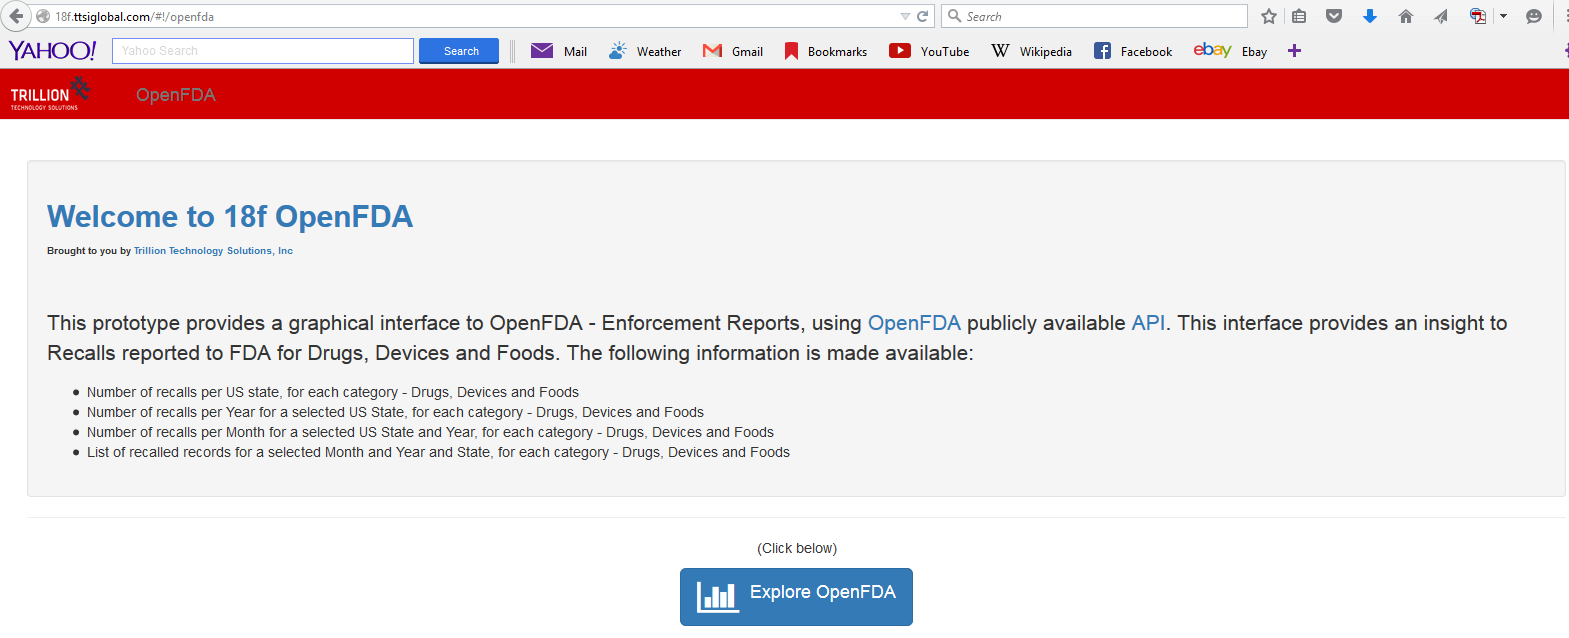 18f.ttsiglobal.com/#!/openfda
Search
YAHOO!
Yahoo Search
Search
Mail
Weather
Gmail
Bookmarks
YouTube
W Wikipedia
Facebook
ebay Ebay
TRILLION
TECHNOLOGY SOLUTIONS
OpenFDA
Welcome to 18f OpenFDA
Brought to you by Trillion Technology Solutions, Inc
This prototype provides a graphical interface to OpenFDA - Enforcement Reports, using OpenFDA publicly available API. This interface provides an insight to
Recalls reported to FDA for Drugs, Devices and Foods. The following information is made available:
• Number of recalls per US state, for each category - Drugs, Devices and Foods
• Number of recalls per Year for a selected US State, for each category - Drugs, Devices and Foods
• Number of recalls per Month for a selected US State and Year, for each category - Drugs, Devices and Foods
• List of recalled records for a selected Month and Year and State, for each category - Drugs, Devices and Foods
(Click below)
Explore OpenFDA